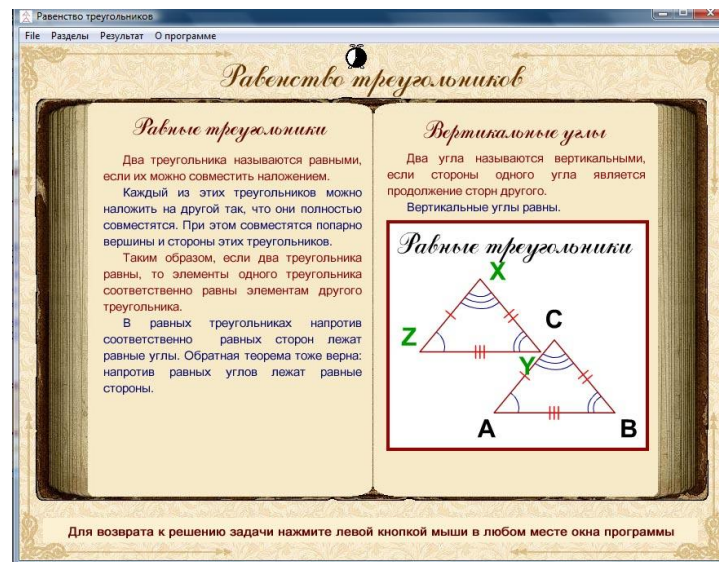 Равенство треугольников
File Разделы Результат О программе
Равенство треугольников
Равные треугольники
Два треугольника называются равными,
если их можно совместить наложением.
Каждый из этих треугольников можно
наложить на другой так, что они полностью
совместятся. При этом совместятся попарно
вершины и стороны этих треугольников.
Таким образом, если два треугольника
равны, то элементы одного треугольника
соответственно равны элементам другого
треугольника.
В равных треугольниках напротив
соответственно равных сторон лежат
равные углы. Обратная теорема тоже верна:
напротив равных углов лежат равные
стороны.
Вертикальные углы
Два угла называются вертикальными,
если стороны одного угла является
продолжение сторн другого.
Вертикальные углы равны.
Равные треугольники
X
C
Z
Y
A
B
Для возврата к решению задачи нажмите левой кнопкой мыши в любом месте окна программы